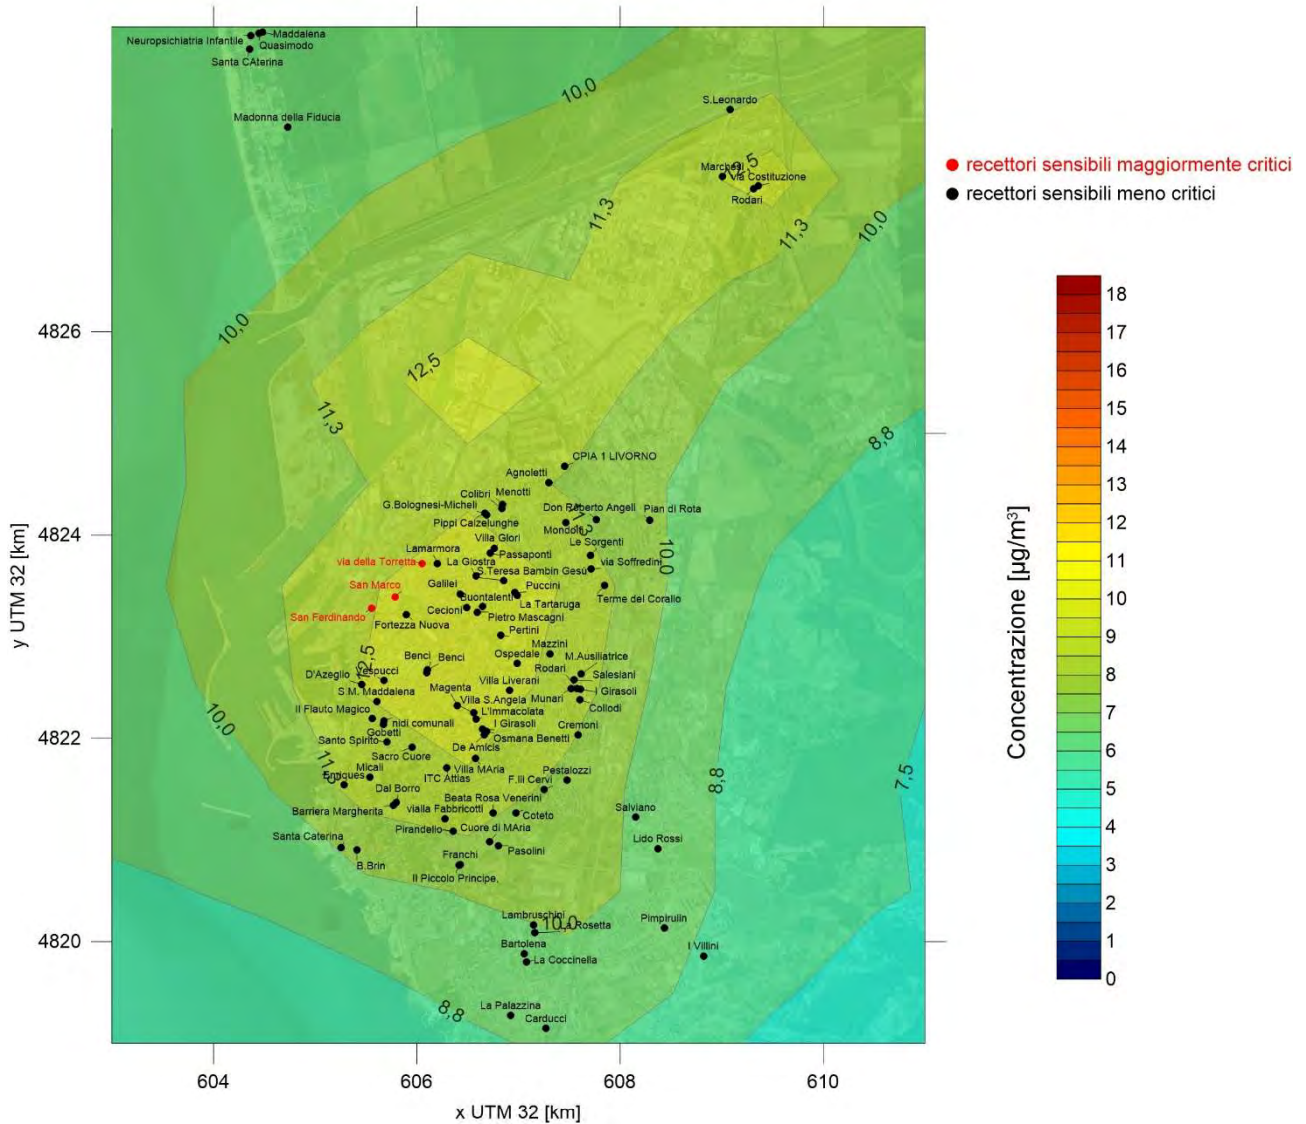 Neuropsichiatria Infantile
Maddalena
Quasimodo
Santa CAterina
Madonna della Fiducia
10,0
S.Leonardo
Marchesi
12,5
via Costituzione
Rodari
11,3
11,3
10,0
10,0
12,5
11,3
8,8
CPIA 1 LIVORNO
Agnoletti
Colibri
Menotti
G.Bolognesi-Micheli
Pippi Calzelunghe
Don Roberto Angeli
Pian di Rota
Mondolfi
Villa Glori
Le Sorgenti
10,0
Lamarmora
Passaponti
via della Torretta
La Giostra
via Soffredini
S.Teresa Bambin Gesù
San Marco
Galilei
Puccini
Buontalenti
Terme del Corallo
San Ferdinando
Cecioni
La Tartaruga
Fortezza Nuova
Pietro Mascagni
Pertini
Mazzini
Benci
Benci
Ospedale
M.Ausiliatrice
12,5
Vespucci
Rodari
D'Azeglio
Salesiani
Villa Liverani
S.M. Maddalena
Magenta
Villa S.Angela
Munari
I Girasoli
Il Flauto Magico
L'Immacolata
Collodi
nidi comunali
I Girasoli
Cremoni
Gobetti
Santo Spirito
Osmana Benetti
Sacro Cuore
De Amicis
11,3
Micali
Villa MAria
Pestalozzi
8,8
7,5
ITC Attias
F.lli Cervi
Dal Borro
Beata Rosa Venerini
Barriera Margherita
vialla Fabbricotti
Coteto
Salviano
Pirandello
Cuore di MAria
Santa Caterina
Pasolini
Lido Rossi
B.Brin
Franchi
Il Piccolo Principe,
Lambruschini
10,0
La Rosetta
Pimpirulin
Bartolena
I Villini
La Coccinella
La Palazzina
8,8
Carducci
10,0
4826
4824
4822
4820
y UTM 32 [km]
604
606
608
610
x UTM 32 [km]
recettori sensibili maggiormente critici
recettori sensibili meno critici
Concentrazione [µg/m³]
18
17
16
15
14
13
12
11
10
9
8
7
6
5
4
3
2
1
0